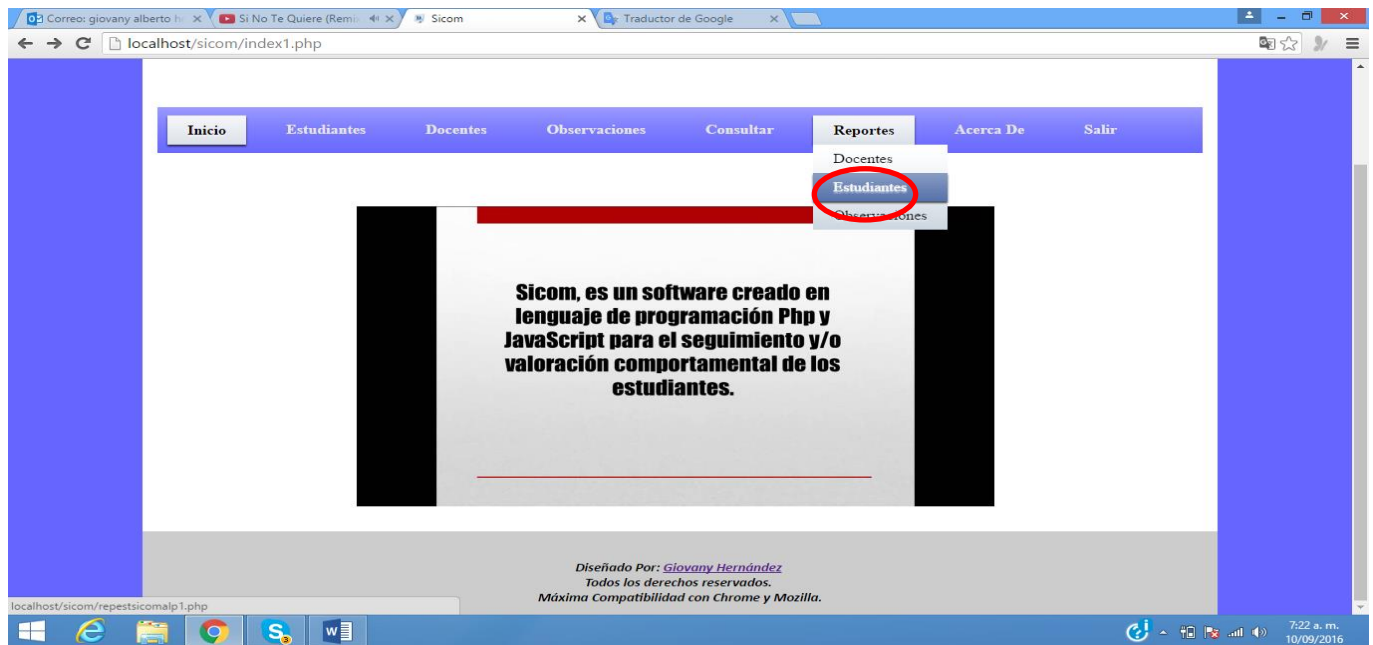 Correo: giovany alberto h
Si No Te Quiere (Remi
Sicom
Traductor de Google
localhost/sicom/index1.php
Inicio Estudiantes Docentes Observaciones Consultar Reportes Acerca De Salir
Docentes
Estudiantes
Observaciones
Sicom, es un software creado en
lenguaje de programación Php y
JavaScript para el seguimiento y/o
valoración comportamental de los
estudiantes.
Diseñado Por: Giovany Hernández
Todos los derechos reservados.
Máxima Compatibilidad con Chrome y Mozilla.
localhost/sicom/repestsicomalp1.php
7:22 a. m.
10/09/2016